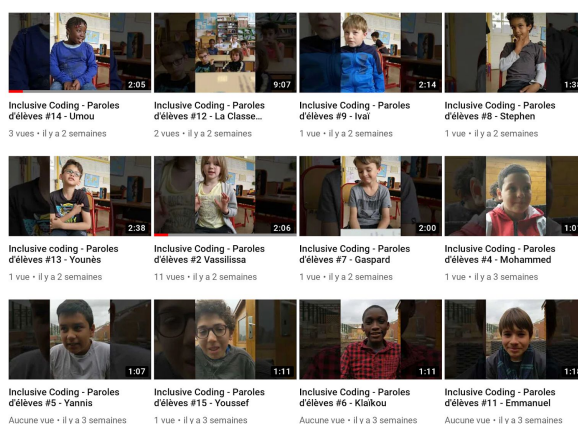 2:05
9:07
2:14
Inclusive Coding - Paroles
d'élèves #14 - Umou
3 vues • il y a 2 semaines
Inclusive Coding - Paroles
d'élèves #12 - La Classe...
2 vues • il y a 2 semaines
Inclusive Coding - Paroles
d'élèves #9 - Ivaï
1 vue • il y a 2 semaines
Inclusive Coding - Paroles
d'élèves #8 - Stephen
1 vue • il y a 2 semaines
2:38
2:06
2:00
Inclusive coding - Paroles
d'élèves #13 - Younès
1 vue • il y a 2 semaines
Inclusive Coding - Paroles
d'élèves #2 Vassilissa
11 vues • il y a 2 semaines
Inclusive Coding - Paroles
d'élèves #7 - Gaspard
1 vue • il y a 2 semaines
Inclusive Coding - Paroles
d'élèves #4 - Mohammed
1 vue • il y a 3 semaines
1:07
1:11
1:11
Inclusive Coding - Paroles
d'élèves #5 - Yannis
Aucune vue • il y a 3 semaines
Inclusive Coding - Paroles
d'élèves #15 - Youssef
1 vue • il y a 3 semaines
Inclusive Coding - Paroles
d'élèves #6 - Klaïkou
Aucune vue • il y a 3 semaines
Inclusive Coding - Paroles
d'élèves #11 - Emmanuel
Aucune vue • il y a 3 semaines